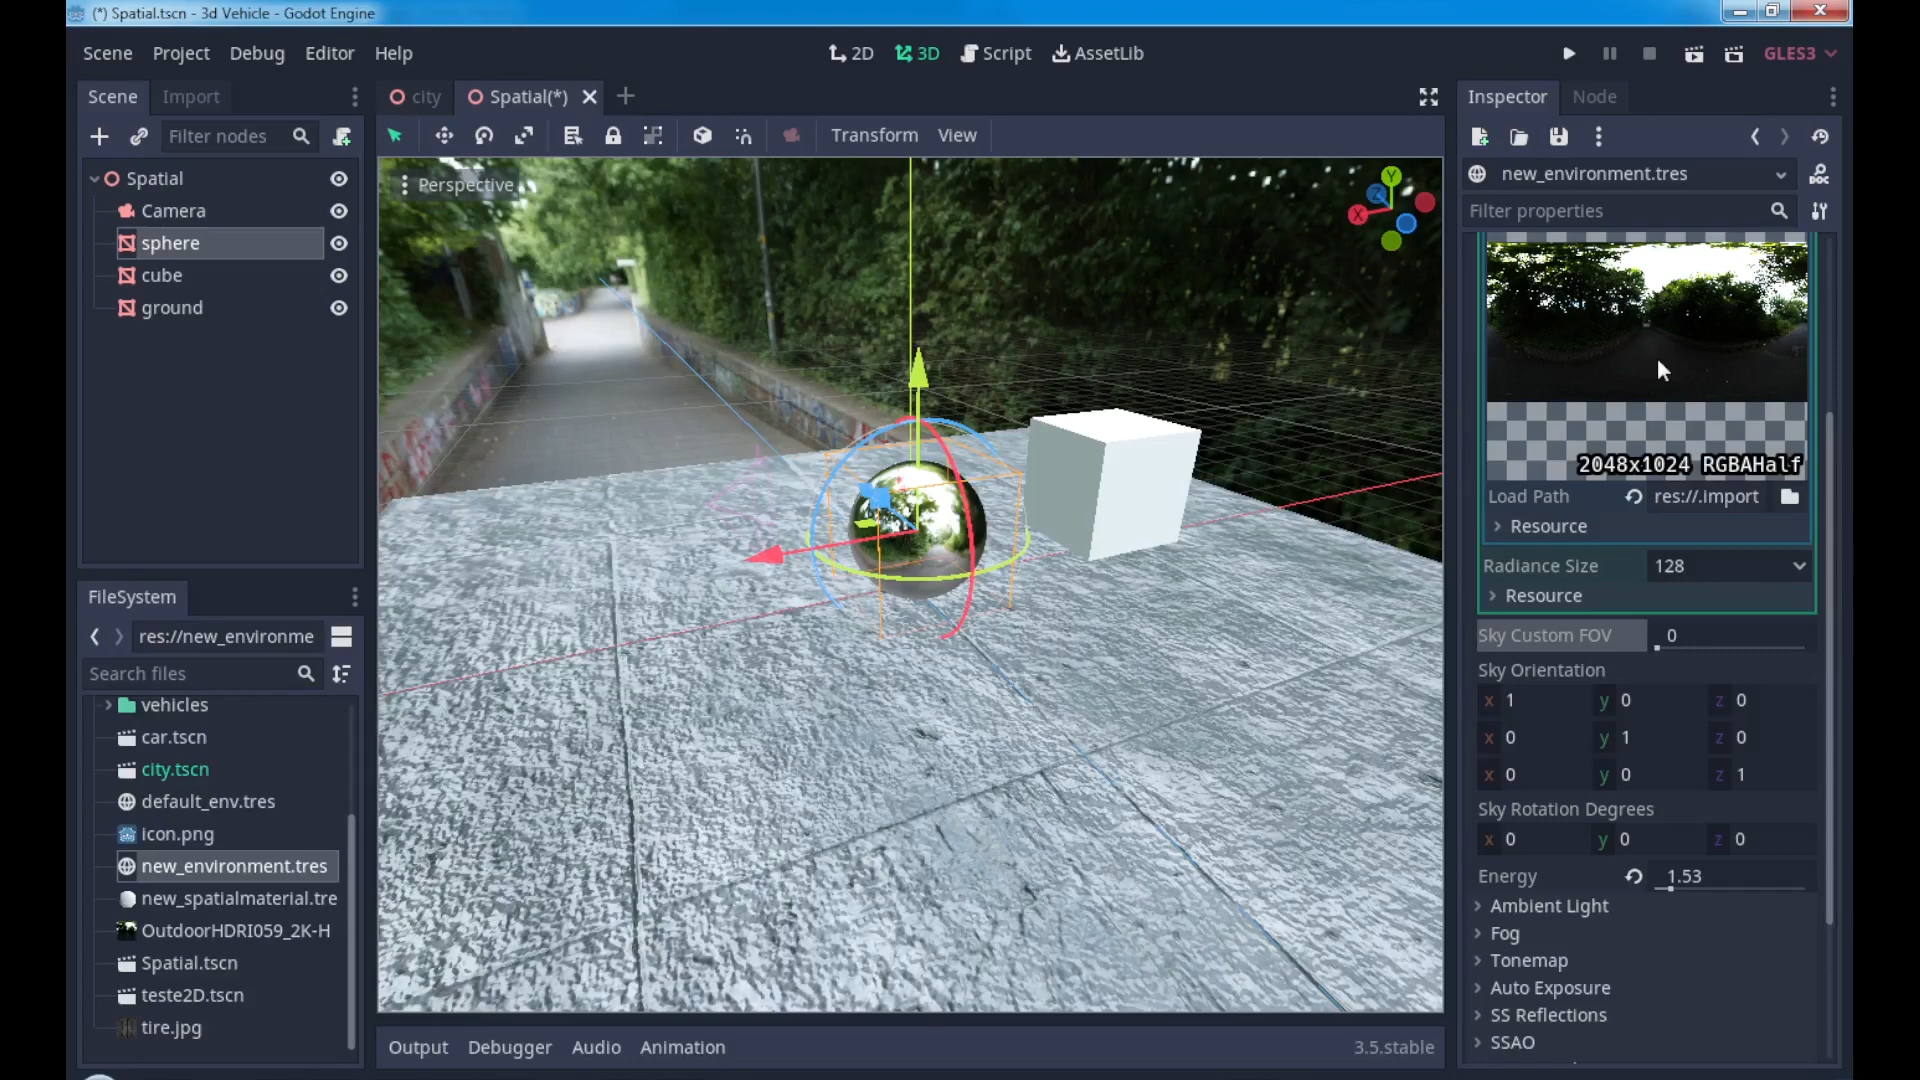 (*) Spatial.tscn - 3d Vehicle - Godot Engine
Scene Project Debug Editor Help
2D 3D Script AssetLib
GLES3
Scene Import
Filter nodes
Spatial
Camera
sphere
cube
ground
FileSystem
res://new_environme
Search files
vehicles
car.tscn
city.tscn
default_env.tres
icon.png
new_environment.tres
new_spatialmaterial.tre
OutdoorHDRI059_2K-H
Spatial.tscn
teste2D.tscn
tire.jpg
city Spatial(*)
Transform View
Perspective
Y
Z
X
Output Debugger Audio Animation 3.5.stable
Inspector Node
DOC
new_environment.tres
Filter properties
2048x1024 RGBAHalf
Load Path res://.import
Resource
Radiance Size 128
Resource
Sky Custom FOV 0
Sky Orientation
x 1 y 0 z 0
x 0 y 1 z 0
x 0 y 0 z 1
Sky Rotation Degrees
x 0 y 0 z 0
Energy 1.53
Ambient Light
Fog
Tonemap
Auto Exposure
SS Reflections
SSAO